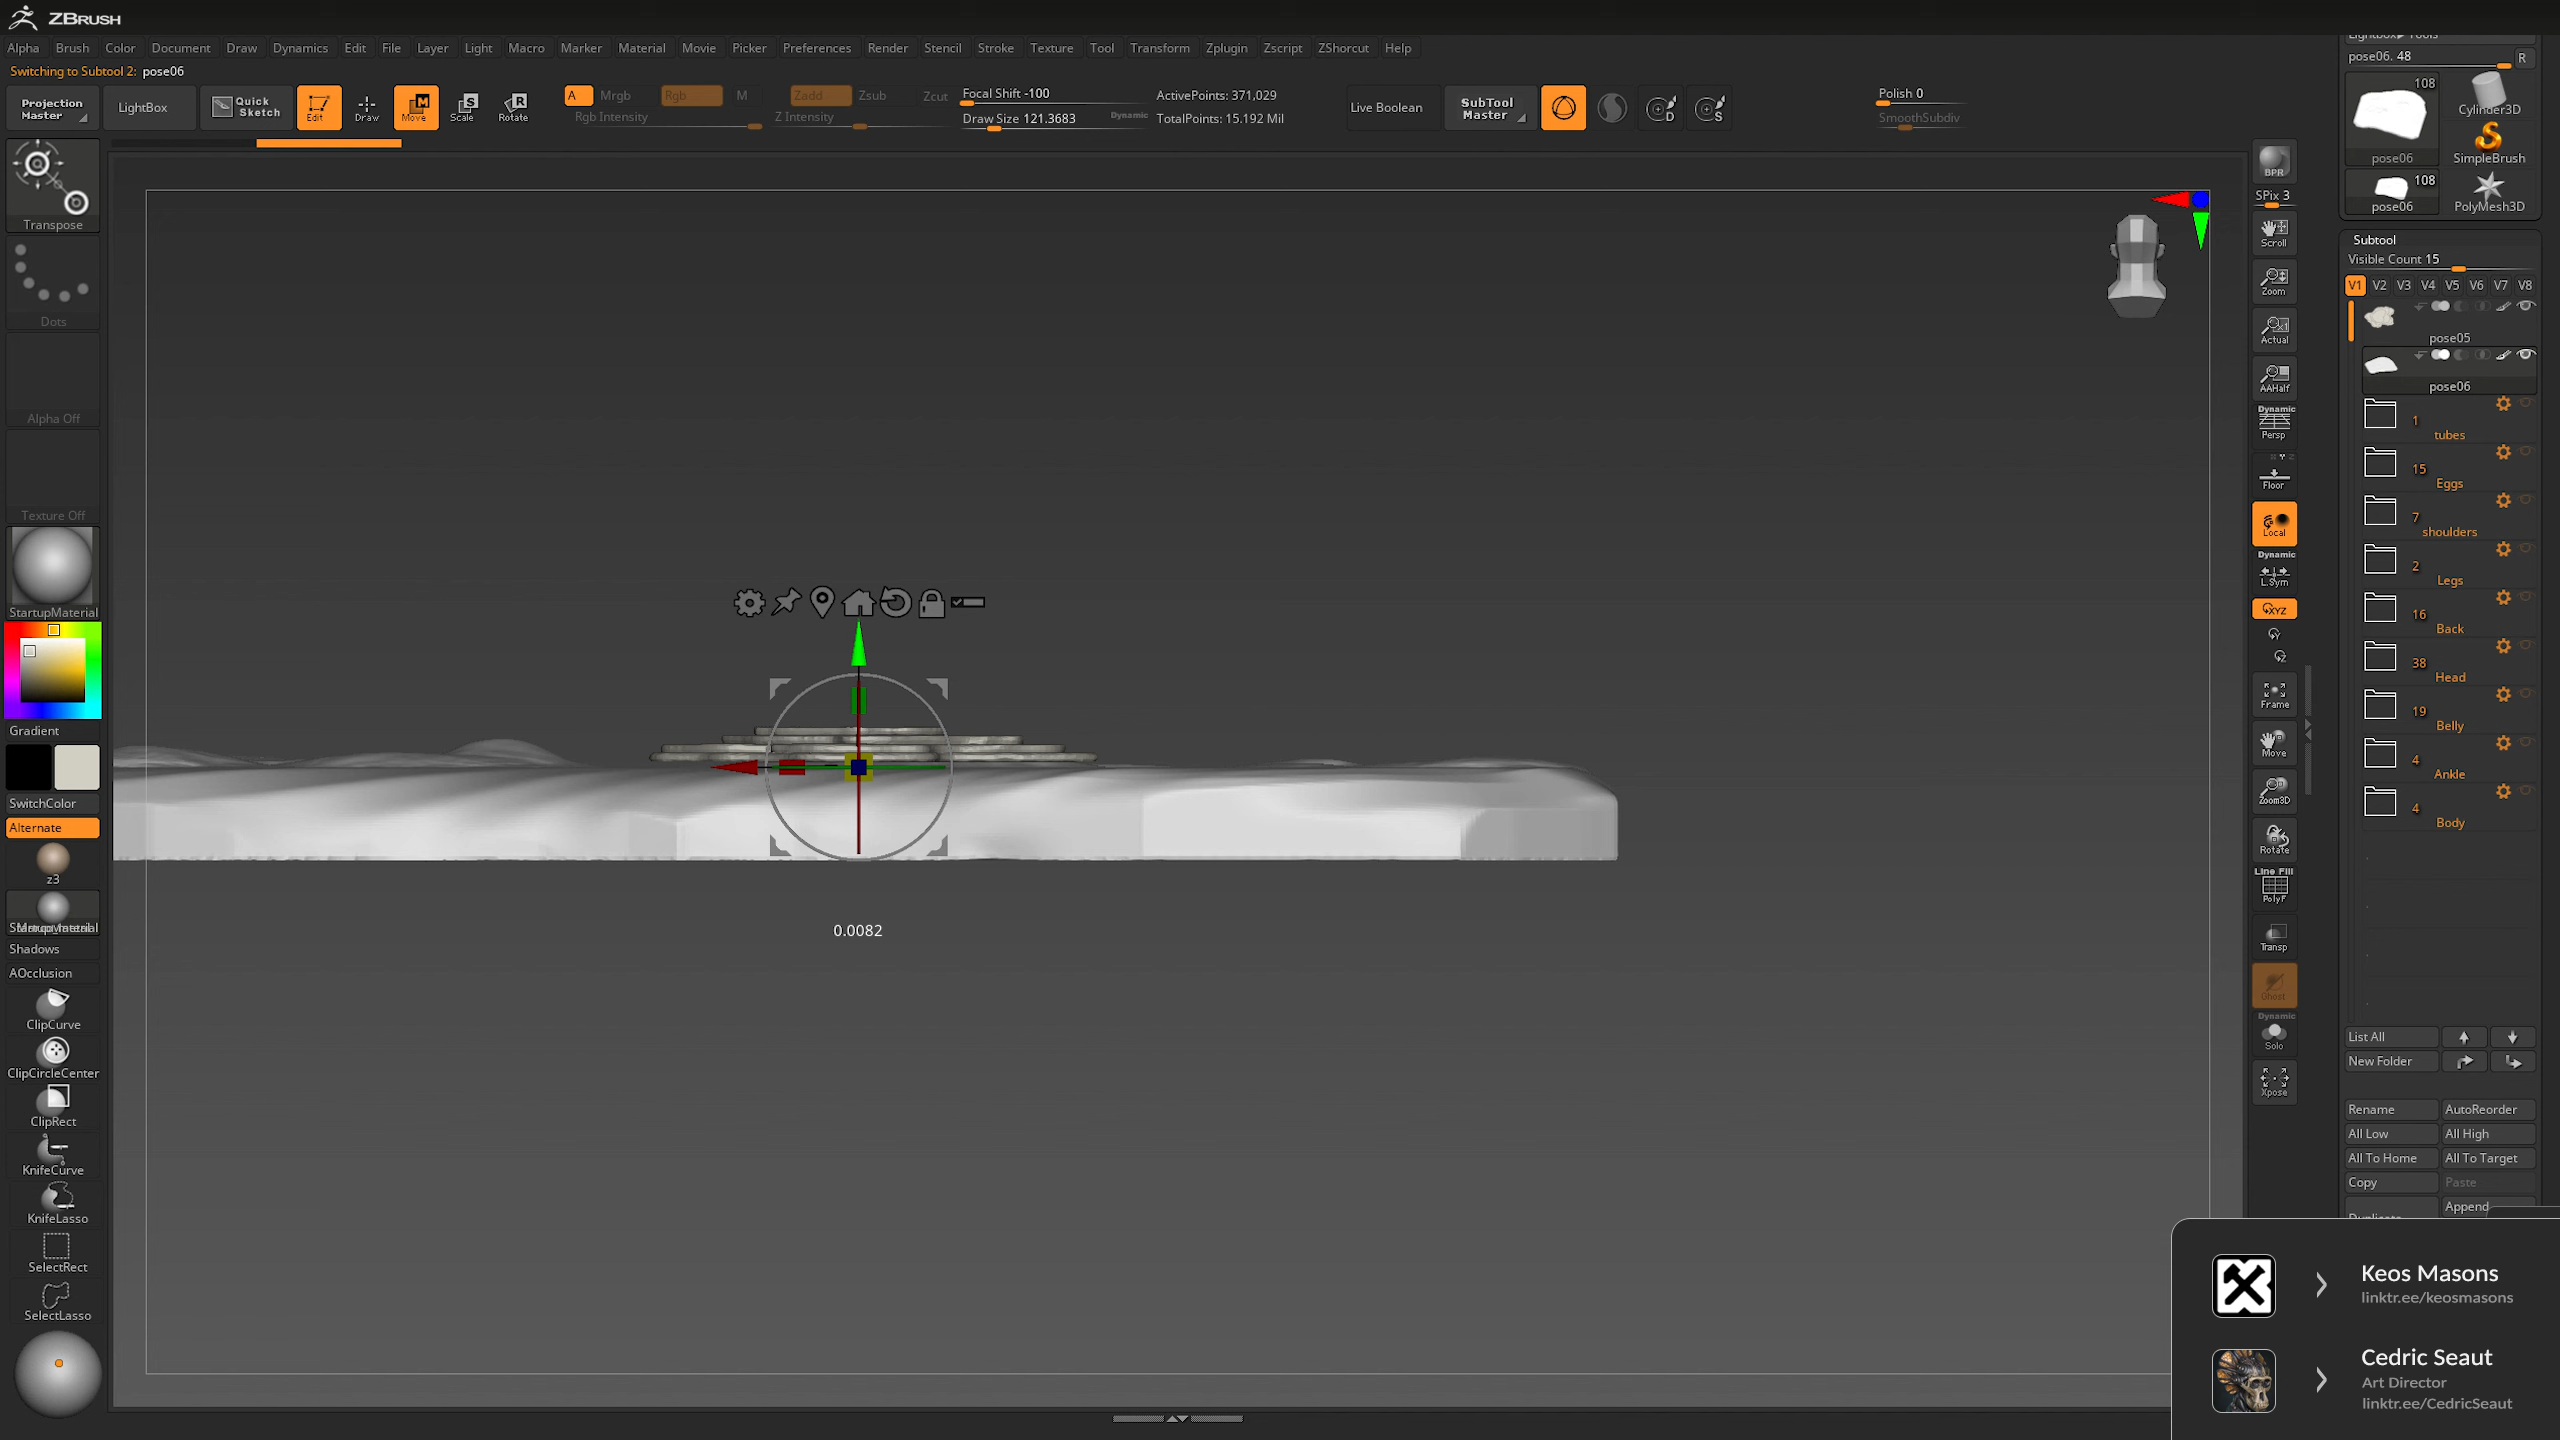 ZBRUSH
Alpha Brush Color Document Draw Dynamics Edit File Layer Light Macro Marker Material Movie Picker Preferences Render Stencil Stroke Texture Tool Transform Zplugin Zscript ZShorcut Help
Switching to Subtool 2: pose06
Projection Master
LightBox
Quick Sketch
Edit
Draw
Move
Scale
Rotate
A Mrgb Rgb M
Rgb Intensity
Zadd Zsub Zcut
Z Intensity
Focal Shift -100
Draw Size 121.3683
Dynamic
ActivePoints: 371,029
TotalPoints: 15.192 Mil
Live Boolean
SubTool Master
D
S
Polish 0
SmoothSubdiv
Transpose
Dots
Alpha Off
Texture Off
StartupMaterial
Gradient
SwitchColor
Alternate
z3
Shadows
AOcclusion
ClipCurve
ClipCircleCenter
ClipRect
KnifeCurve
KnifeLasso
SelectRect
SelectLasso
0.0082
BPR
SPix 3
Scroll
Zoom
Actual
AAHalf
Dynamic
Persp
Floor
Local
Dynamic
L.Sym
XYZ
Frame
Move
Zoom3D
Rotate
Line Fill
PolyF
Transp
Ghost
Dynamic
Solo
Xpose
Lightbox▶ Tools
pose06. 48
R
108
pose06
Cylinder3D
SimpleBrush
108
pose06
PolyMesh3D
Subtool
Visible Count 15
V1 V2 V3 V4 V5 V6 V7 V8
pose05
pose06
1
tubes
15
Eggs
7
shoulders
2
Legs
16
Back
38
Head
19
Belly
4
Ankle
4
Body
List All
New Folder
Rename AutoReorder
All Low All High
All To Home All To Target
Copy Paste
Append
Keos Masons
linktr.ee/keosmasons
Cedric Seaut
Art Director
linktr.ee/CedricSeaut